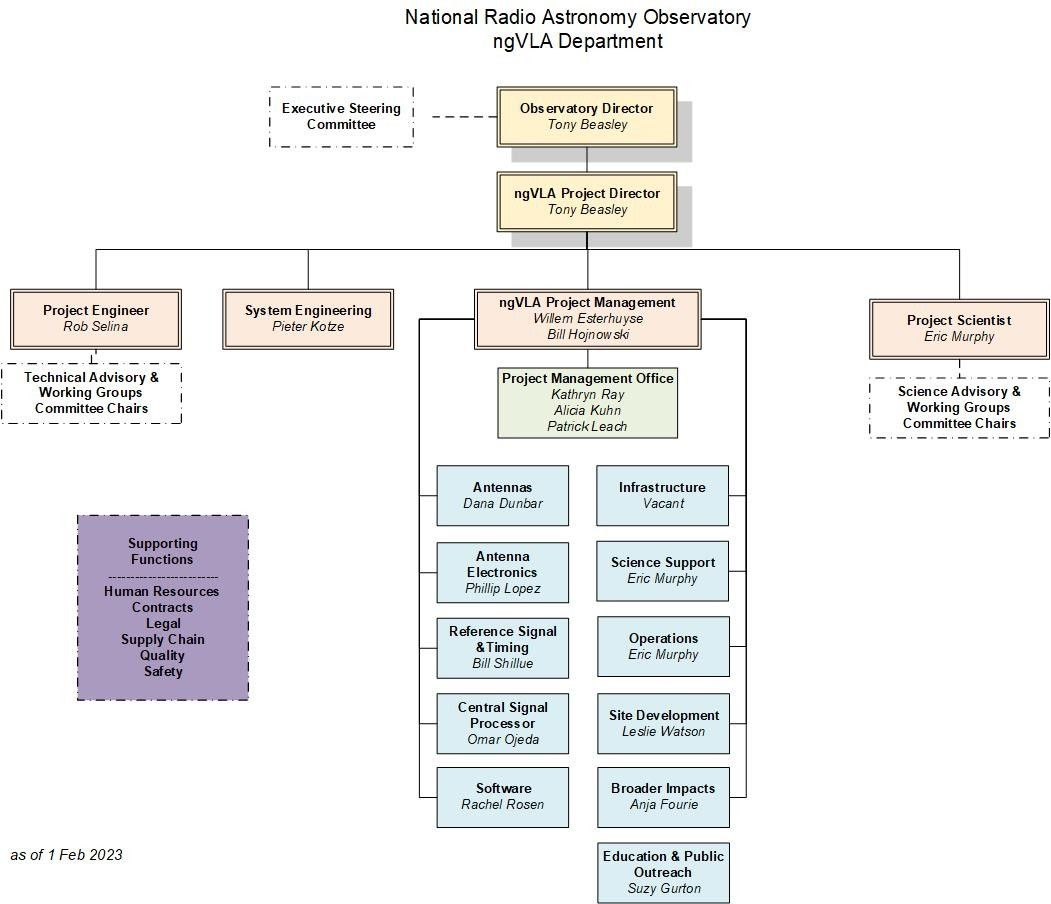 National Radio Astronomy Observatory
ngVLA Department
Executive Steering
Committee
Observatory Director
Tony Beasley
ngVLA Project Director
Tony Beasley
Project Engineer
Rob Selina
System Engineering
Pieter Kotze
ngVLA Project Management
Willem Esterhuyse
Bill Hojnowski
Project Scientist
Eric Murphy
Technical Advisory &
Working Groups
Committee Chairs
Project Management Office
Kathryn Ray
Alicia Kuhn
Patrick Leach
Science Advisory &
Working Groups
Committee Chairs
Antennas
Dana Dunbar
Infrastructure
Vacant
Supporting
Functions
---------------------------
Human Resources
Contracts
Legal
Supply Chain
Quality
Safety
Antenna
Electronics
Phillip Lopez
Science Support
Eric Murphy
Reference Signal
&Timing
Bill Shillue
Operations
Eric Murphy
Central Signal
Processor
Omar Ojeda
Site Development
Leslie Watson
Software
Rachel Rosen
Broader Impacts
Anja Fourie
Education & Public
Outreach
Suzy Gurton
as of 1 Feb 2023